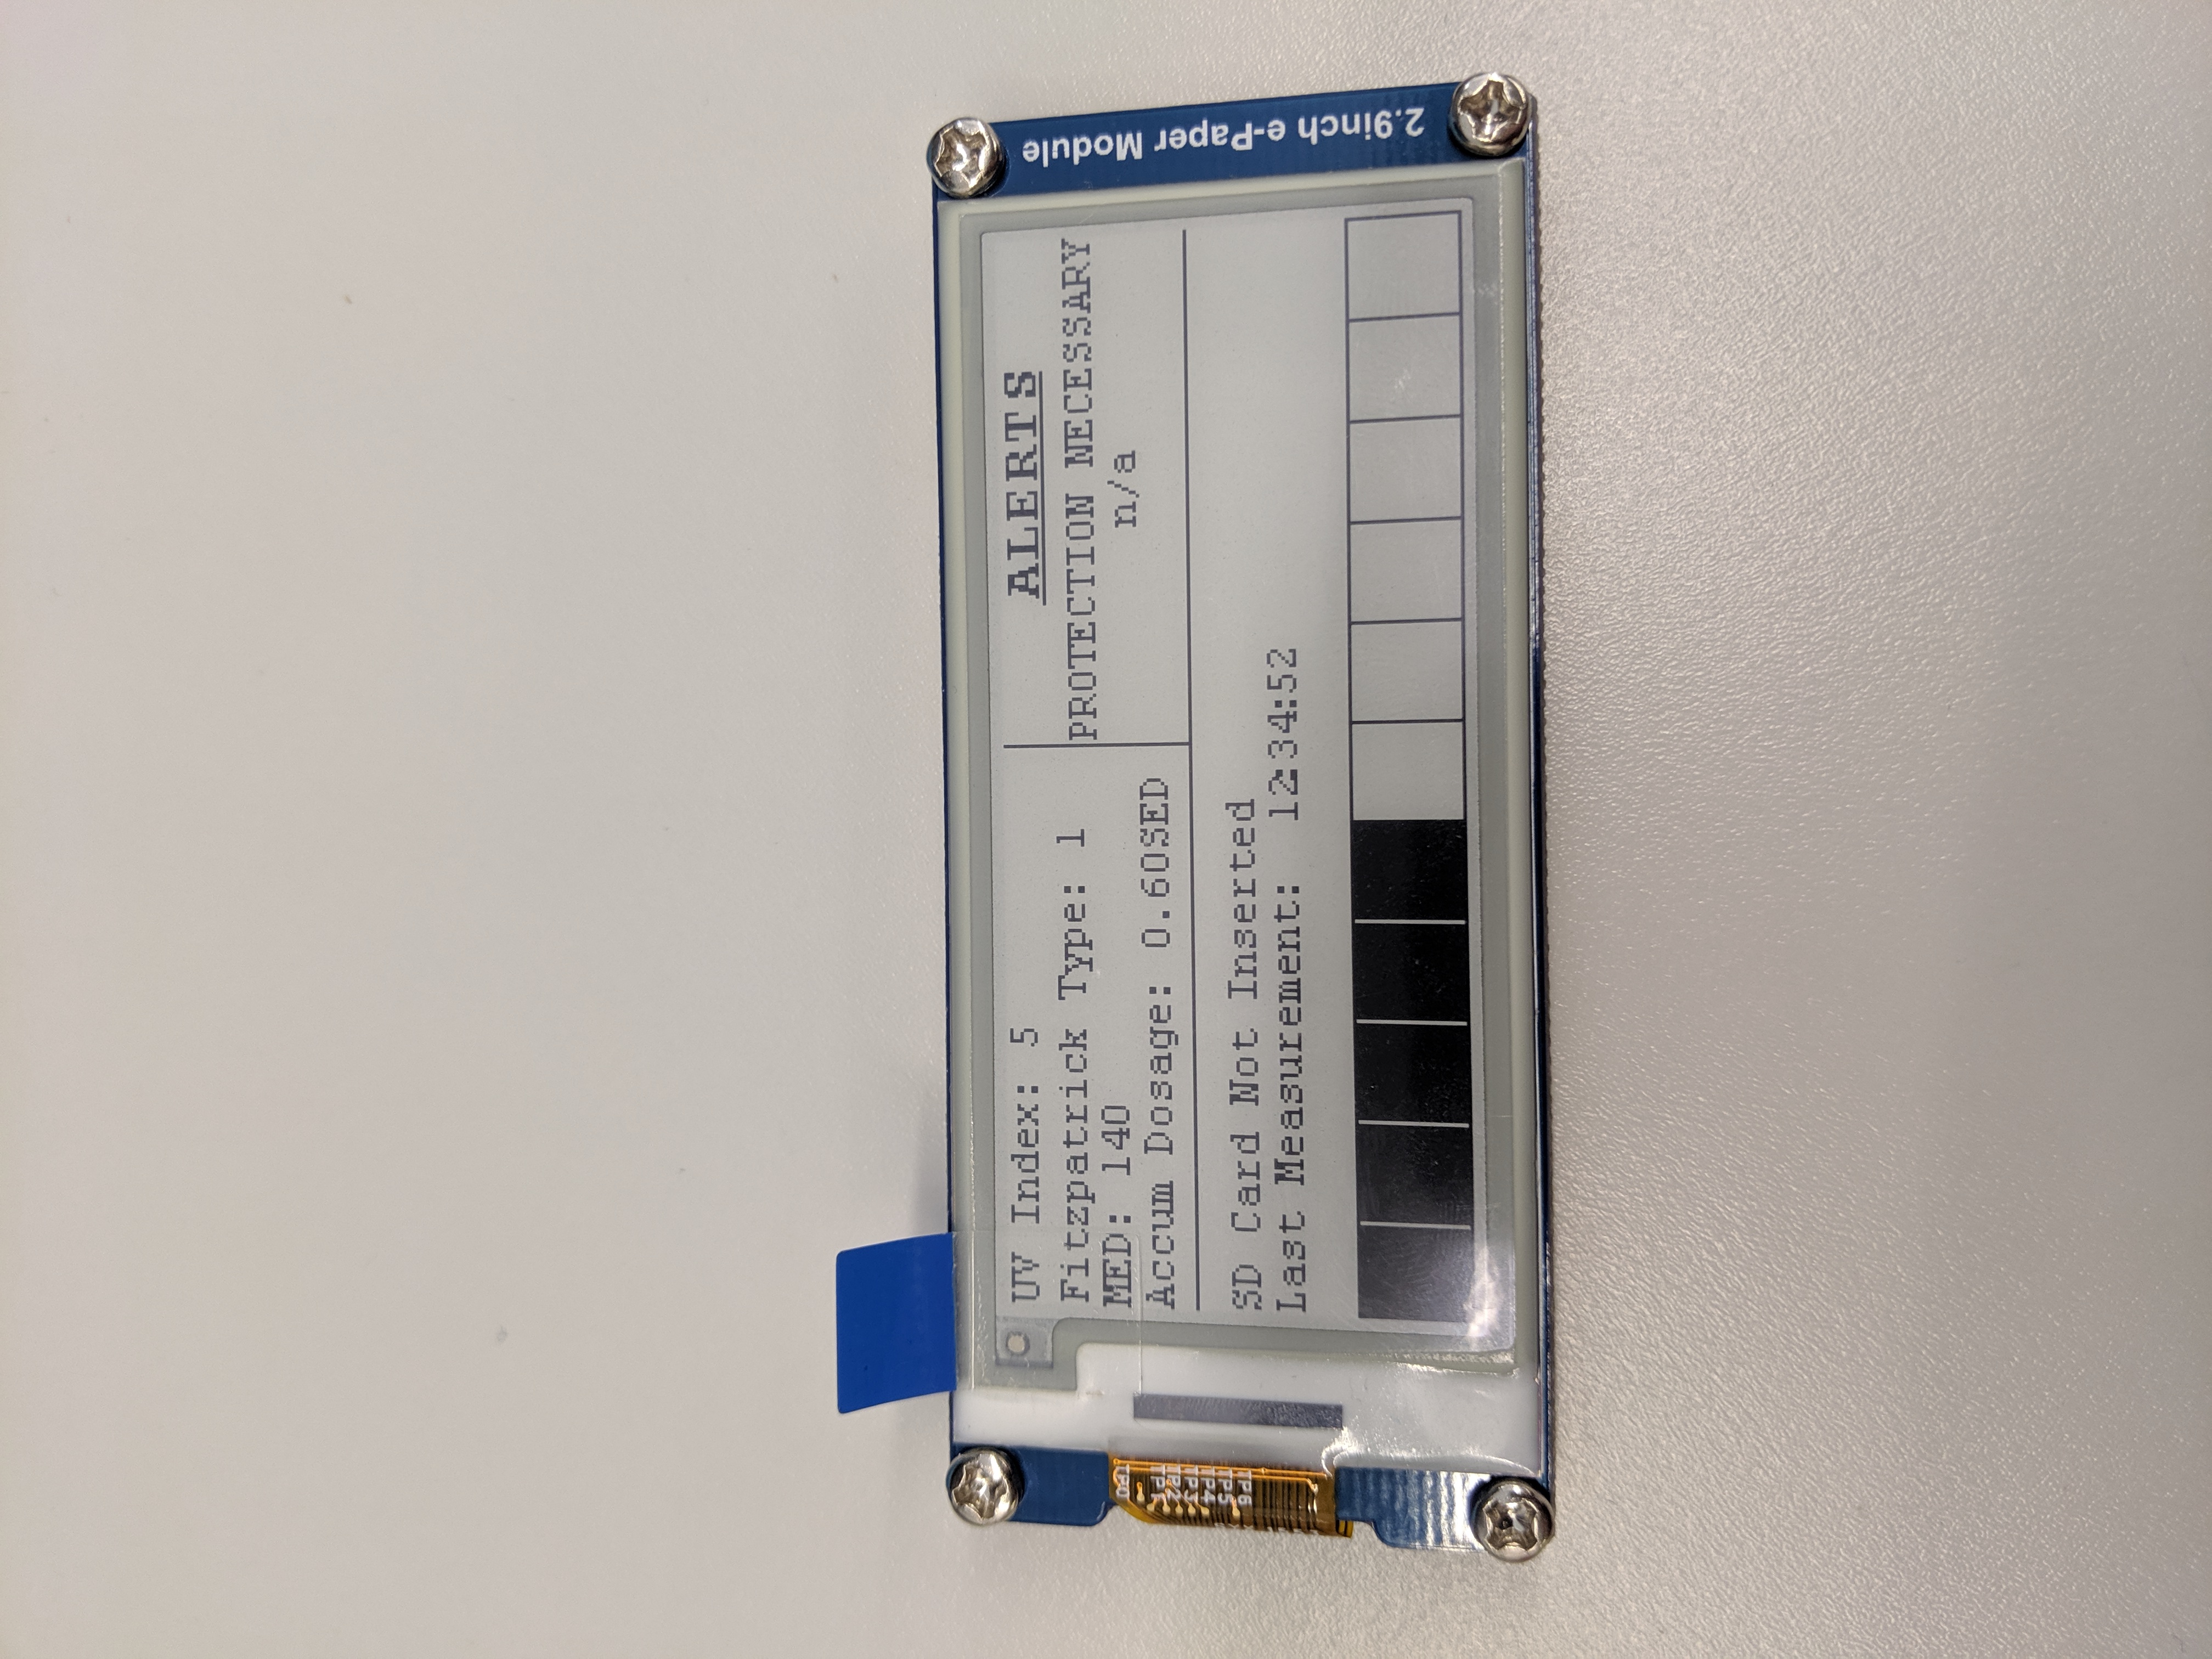 UV Index: 5
Fitzpatrick Type: 1
MED: 140
Accum Dosage: 0.60SED
ALERTS
PROTECTION NECESSARY
n/a
SD Card Not Inserted
Last Measurement: 12:34:52
2.9inch e-Paper Module